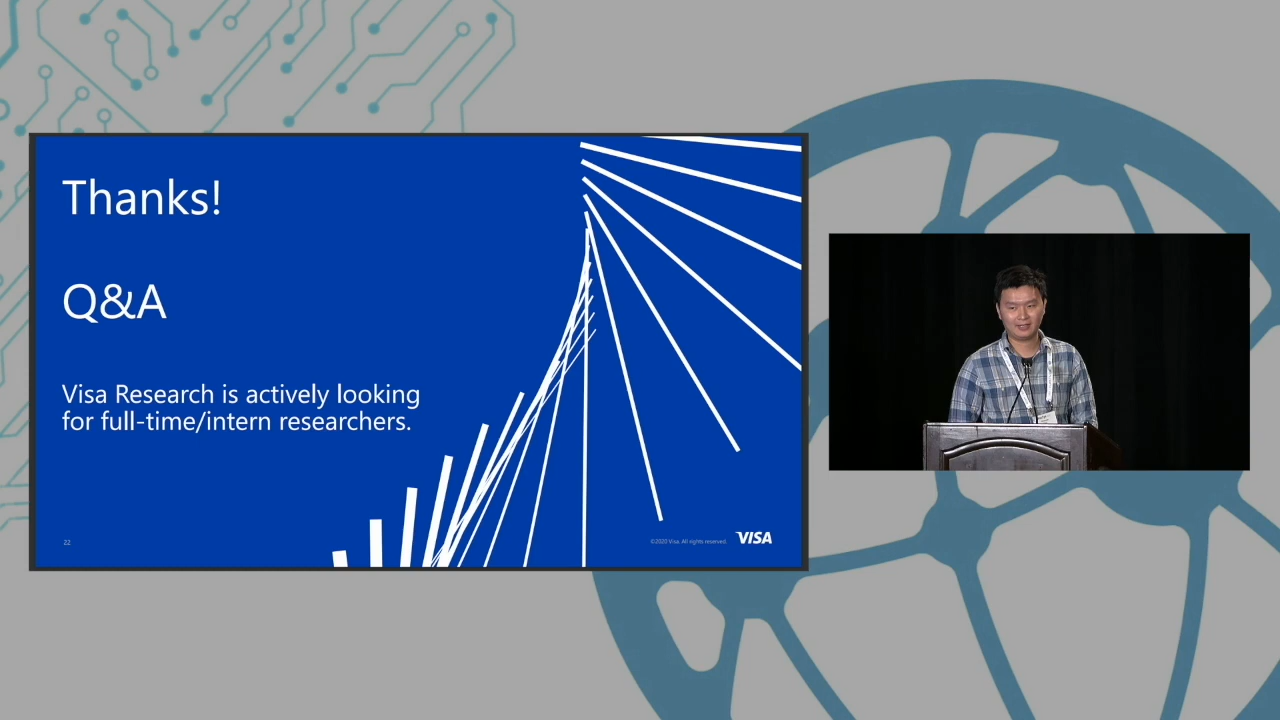 Thanks!
Q&A
Visa Research is actively looking
for full-time/intern researchers.
22
©2020 Visa. All rights reserved.
VISA